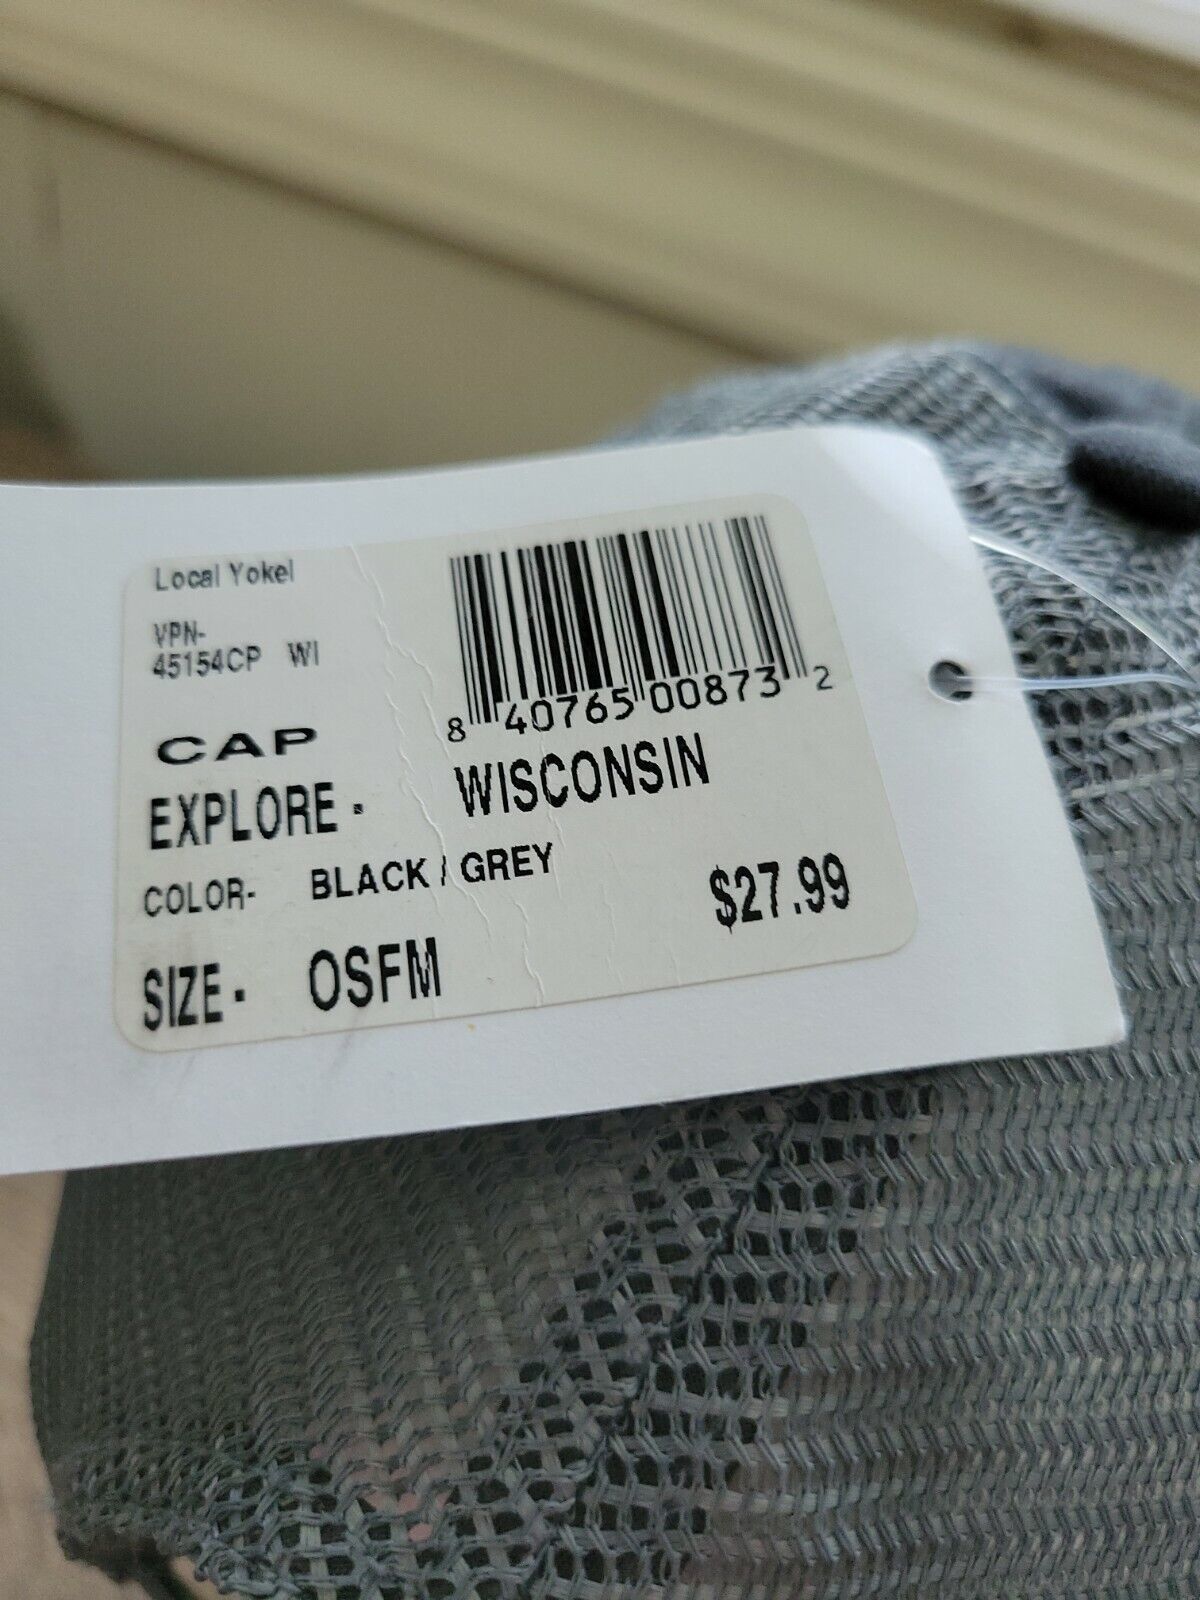 Local Yokel
VPN-
45154CP WI
8 40765 00873 2
CAP
EXPLORE - WISCONSIN
COLOR- BLACK / GREY
$27.99
SIZE - OSFM